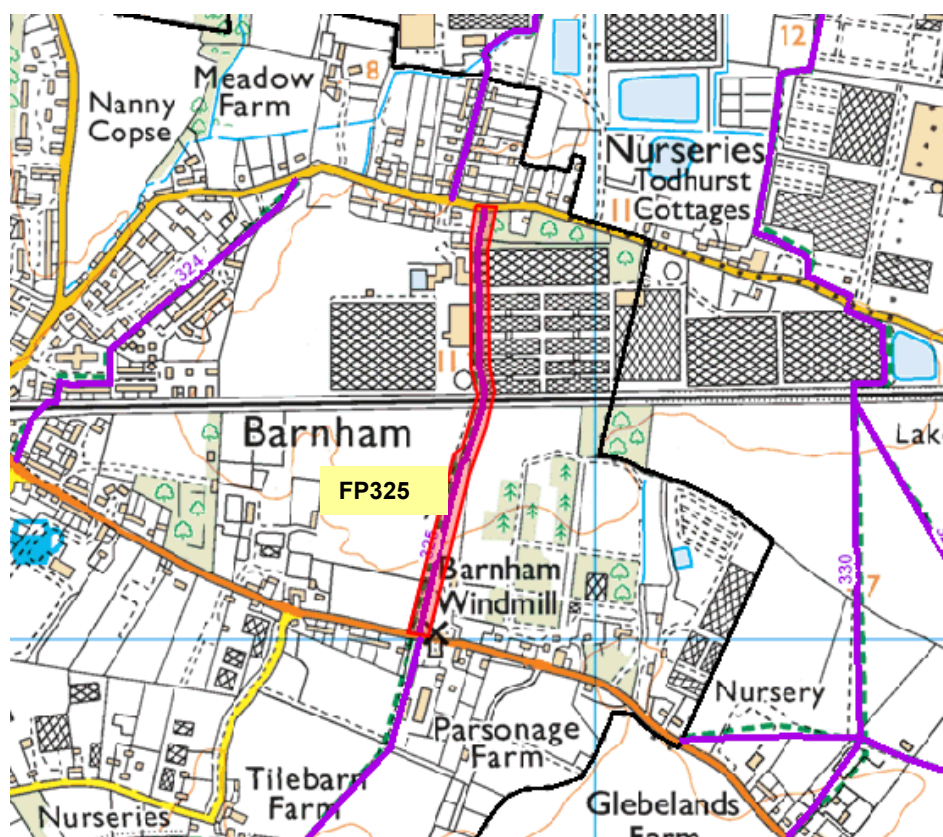 12
8
Meadow
Farm
Nanny
Copse
Nurseries
Todhurst
11 Cottages
324
11
Barnham
Lak
FP325
325
Barnham
Windmill
330
7
Nursery
Parsonage
Farm
Tilebarn
Farm
Nurseries
Glebelands
Farm